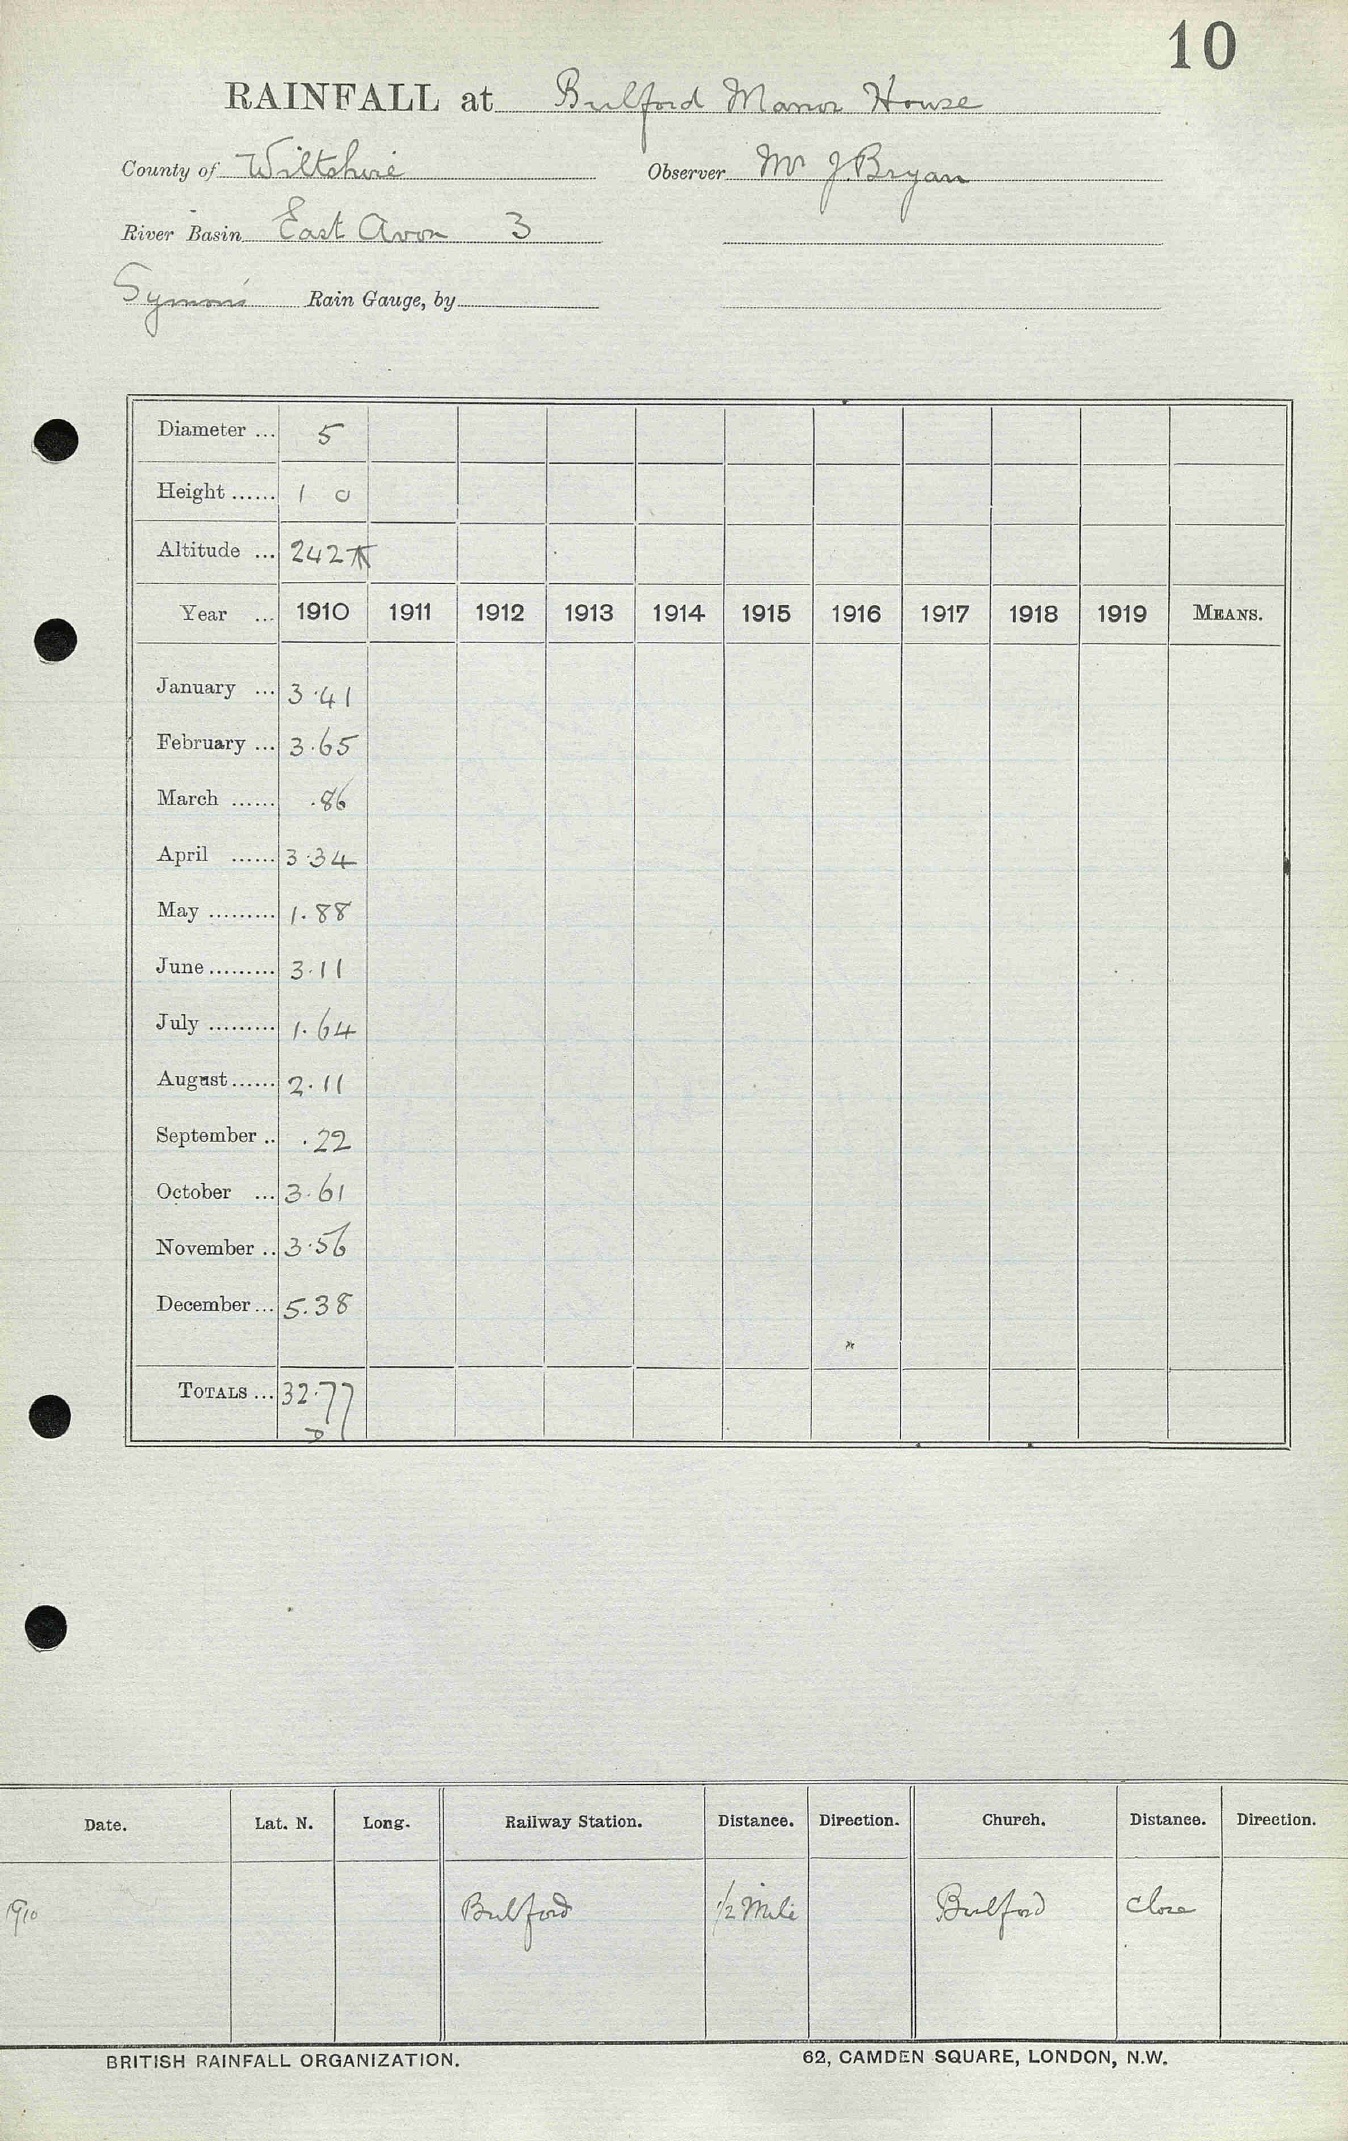 10
RAINFALL at Bulford Manor House
County of Wiltshire Observer Mr J. Bryan
River Basin East Avon 3
Symons Rain Gauge, by
Diameter ... 5
Height ...... 1 0
Altitude ... 242
Year ... 1910 1911 1912 1913 1914 1915 1916 1917 1918 1919 MEANS.
January ... 3.41
February ... 3.65
March ...... .86
April ...... 3.34
May ......... 1.88
June ......... 3.11
July ......... 1.64
August ...... 2.11
September .. .22
October ... 3.61
November .. 3.56
December ... 5.38
TOTALS ... 32.77
Date. Lat. N. Long. Railway Station. Distance. Direction. Church. Distance. Direction.
1910 Bulford 1/2 Mile Bulford Close
BRITISH RAINFALL ORGANIZATION. 62, CAMDEN SQUARE, LONDON, N.W.